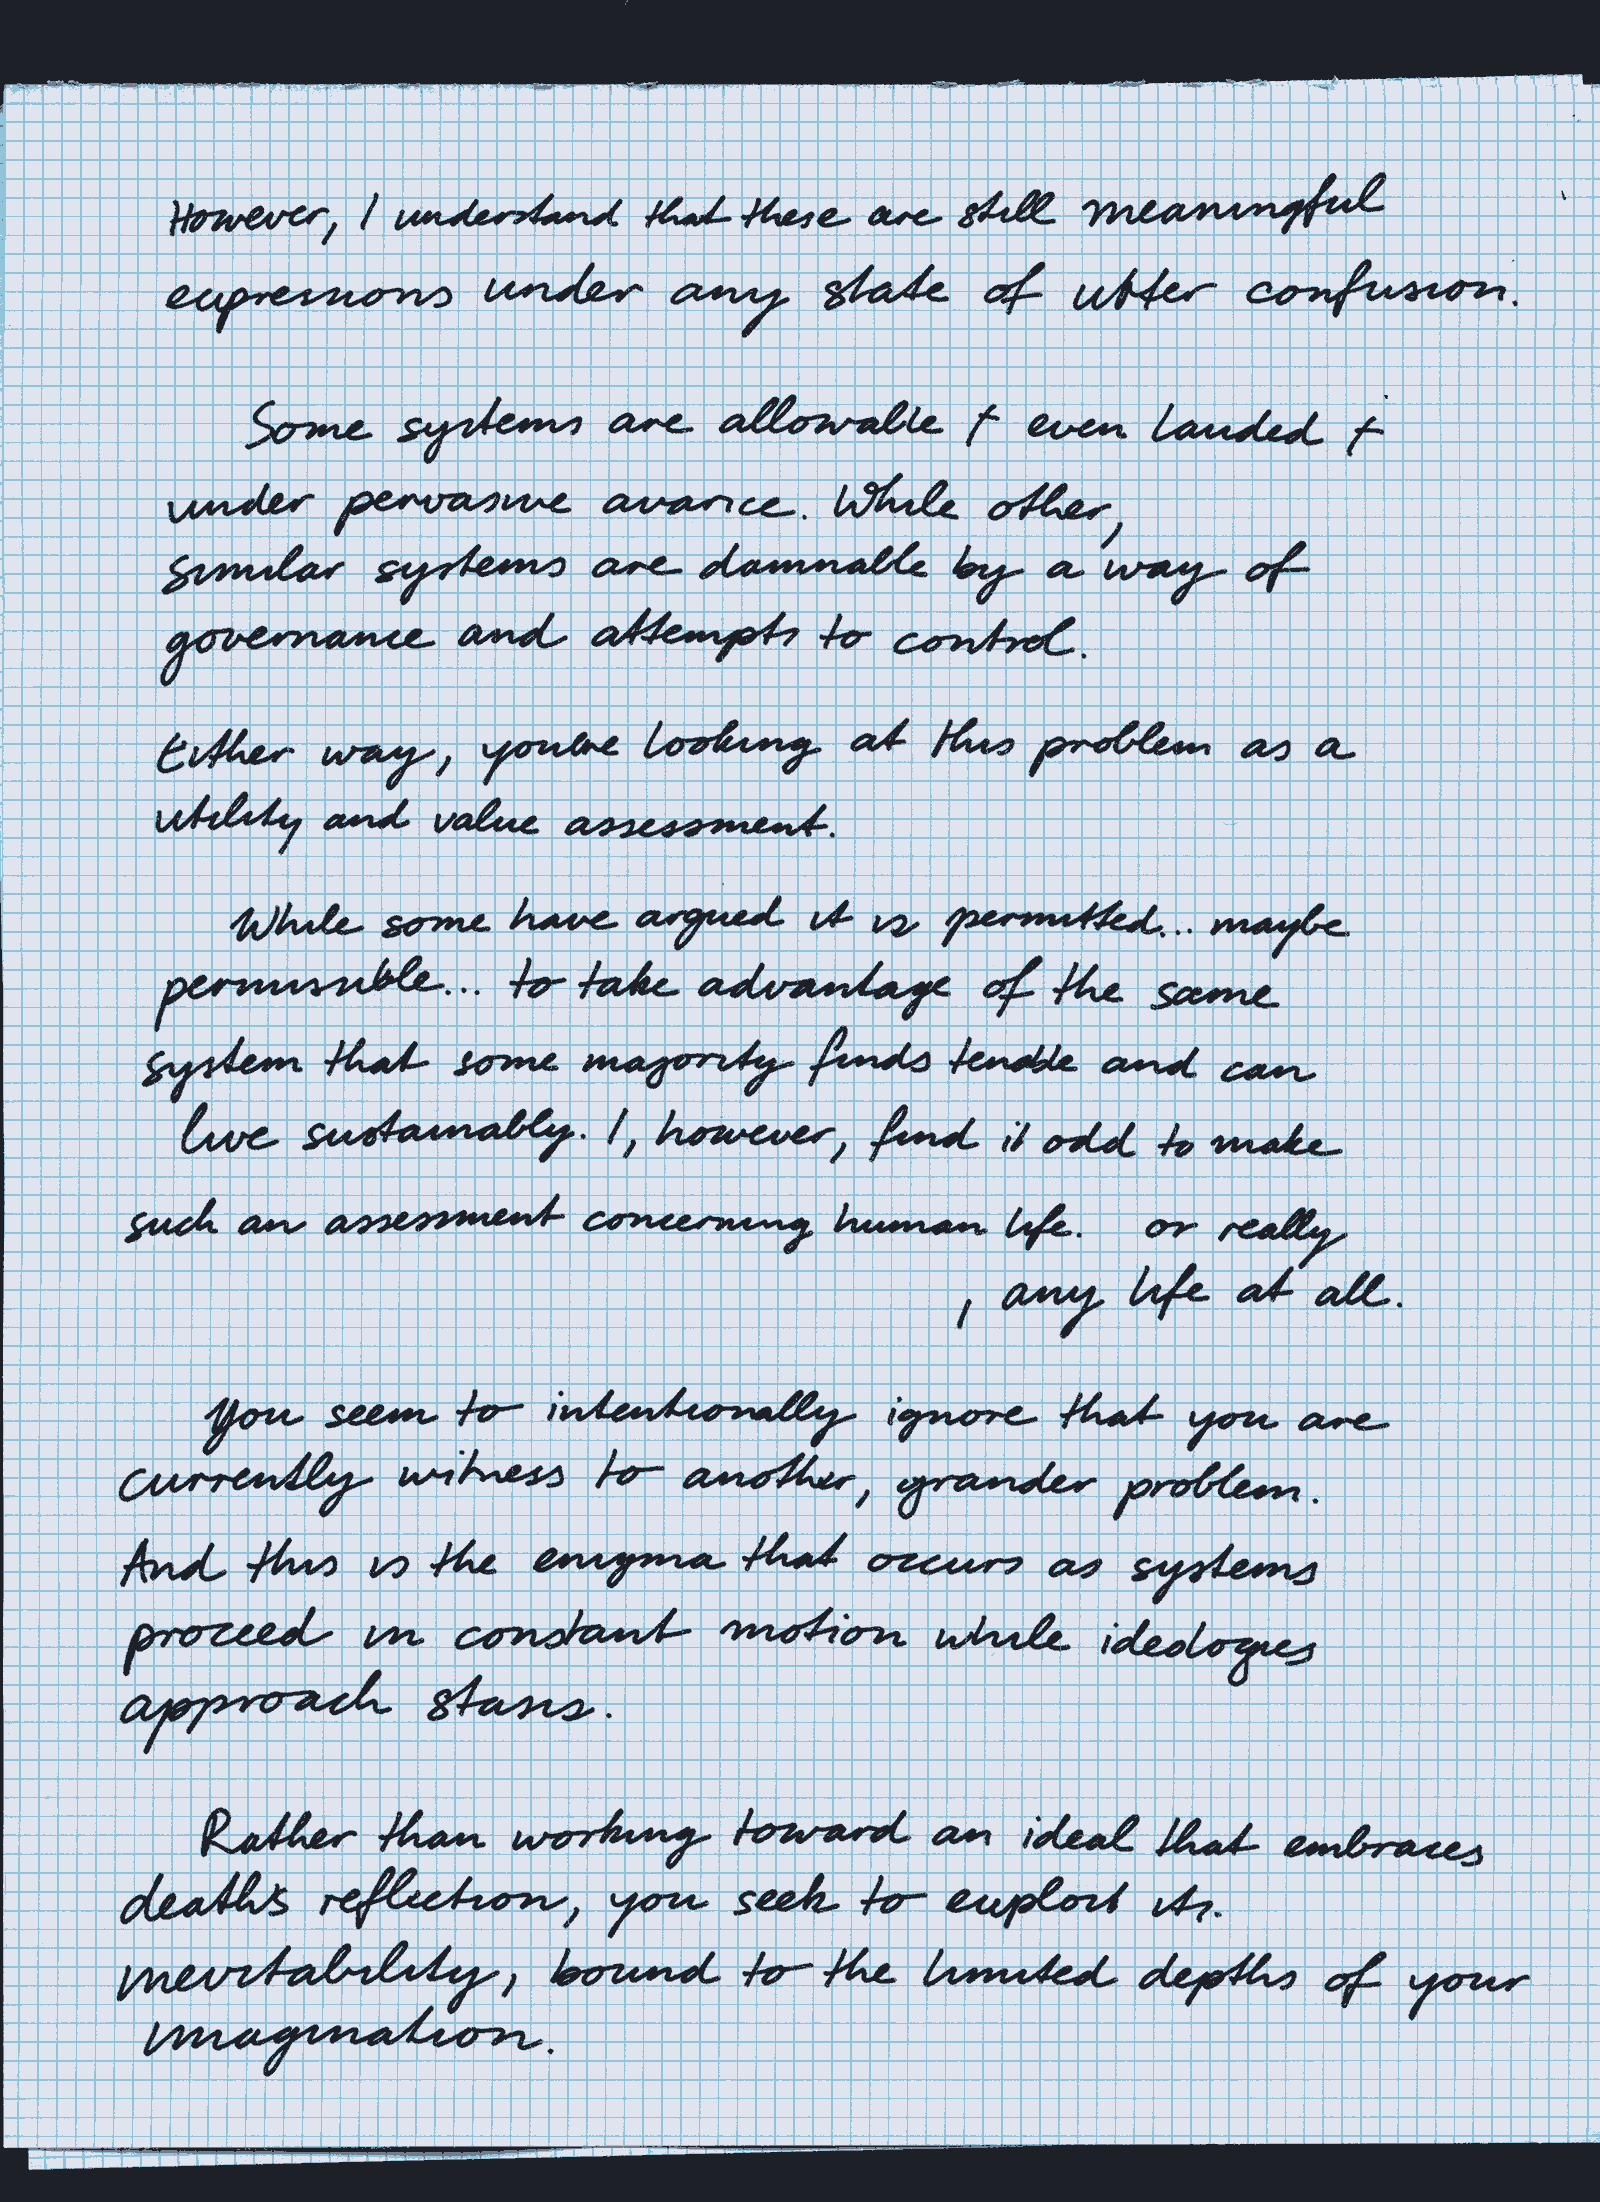 However, I understand that these are still meaningful
expressions under any state of utter confusion.
Some systems are allowable + even lauded +
under pervasive avarice. While other,
similar systems are damnable by a way of
governance and attempts to control.
Either way, you're looking at this problem as a
utility and value assessment.
While some have argued it is permitted... maybe
permissible... to take advantage of the same
system that some majority finds tenable and can
live sustainably. I, however, find it odd to make
such an assessment concerning human life. or really
, any life at all.
You seem to intentionally ignore that you are
currently witness to another, grander problem.
And this is the enigma that occurs as systems
proceed in constant motion while ideologues
approach stasis.
Rather than working toward an ideal that embraces
death's reflection, you seek to exploit its.
inevitability, bound to the limited depths of your
imagination.